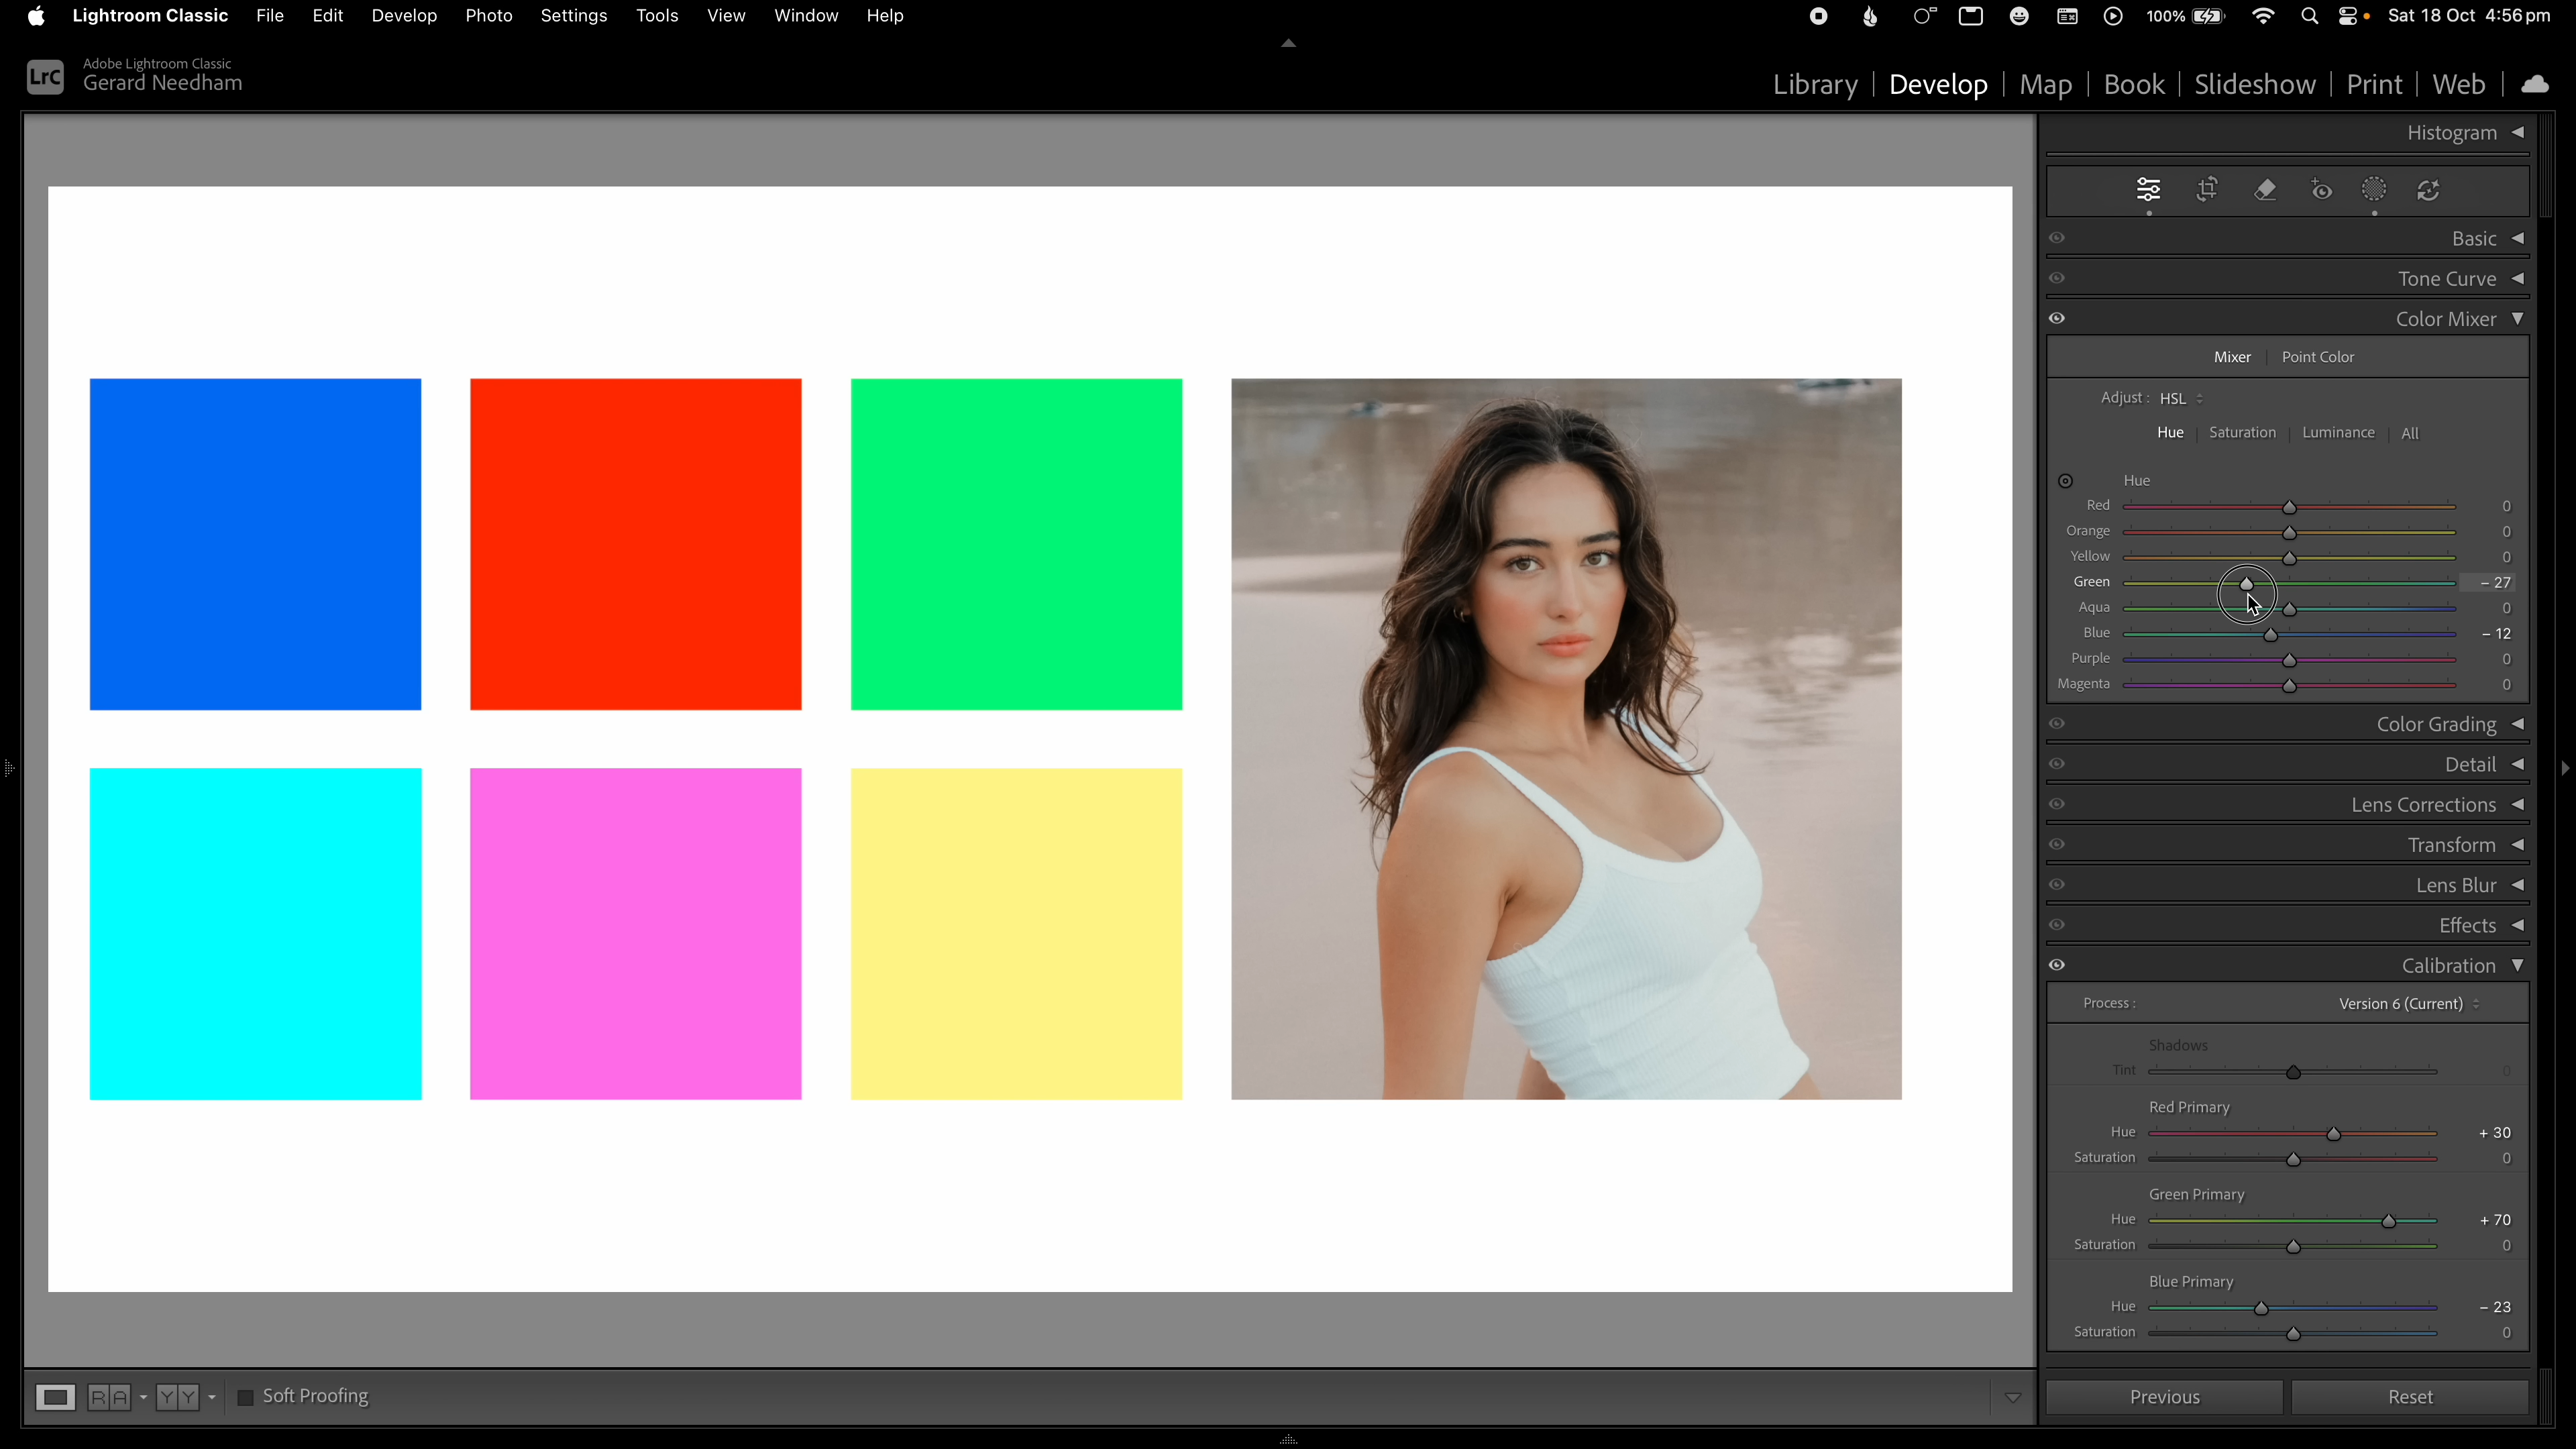 Lightroom Classic File Edit Develop Photo Settings Tools View Window Help 100% Sat 18 Oct 4:56 pm
LrC Adobe Lightroom Classic
Gerard Needham
Library | Develop | Map | Book | Slideshow | Print | Web
Histogram
Basic
Tone Curve
Color Mixer
Mixer | Point Color
Adjust : HSL
Hue | Saturation | Luminance | All
Hue
Red 0
Orange 0
Yellow 0
Green – 27
Aqua 0
Blue – 12
Purple 0
Magenta 0
Color Grading
Detail
Lens Corrections
Transform
Lens Blur
Effects
Calibration
Process : Version 6 (Current)
Shadows
Tint 0
Red Primary
Hue + 30
Saturation 0
Green Primary
Hue + 70
Saturation 0
Blue Primary
Hue – 23
Saturation 0
R A Y Y Soft Proofing
Previous Reset